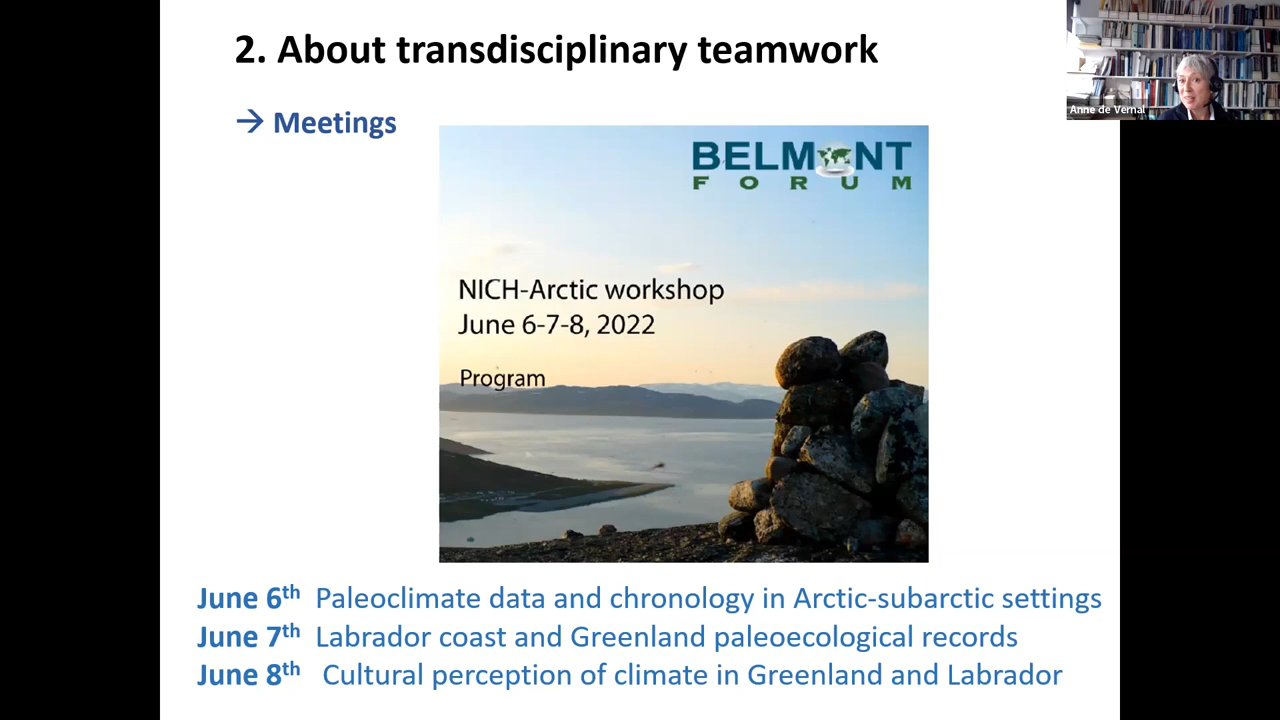 2. About transdisciplinary teamwork
→ Meetings
BELMONT
FORUM
NICH-Arctic workshop
June 6-7-8, 2022
Program
June 6th Paleoclimate data and chronology in Arctic-subarctic settings
June 7th Labrador coast and Greenland paleoecological records
June 8th Cultural perception of climate in Greenland and Labrador
Anne de Vernal